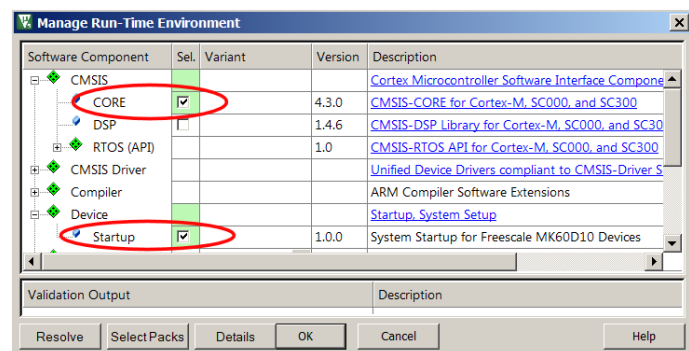 Manage Run-Time Environment
Software Component Sel. Variant Version Description
CMSIS Cortex Microcontroller Software Interface Compone
CORE 4.3.0 CMSIS-CORE for Cortex-M, SC000, and SC300
DSP 1.4.6 CMSIS-DSP Library for Cortex-M, SC000, and SC30
RTOS (API) 1.0 CMSIS-RTOS API for Cortex-M, SC000, and SC300
CMSIS Driver Unified Device Drivers compliant to CMSIS-Driver S
Compiler ARM Compiler Software Extensions
Device Startup, System Setup
Startup 1.0.0 System Startup for Freescale MK60D10 Devices
Validation Output Description
Resolve Select Packs Details OK Cancel Help